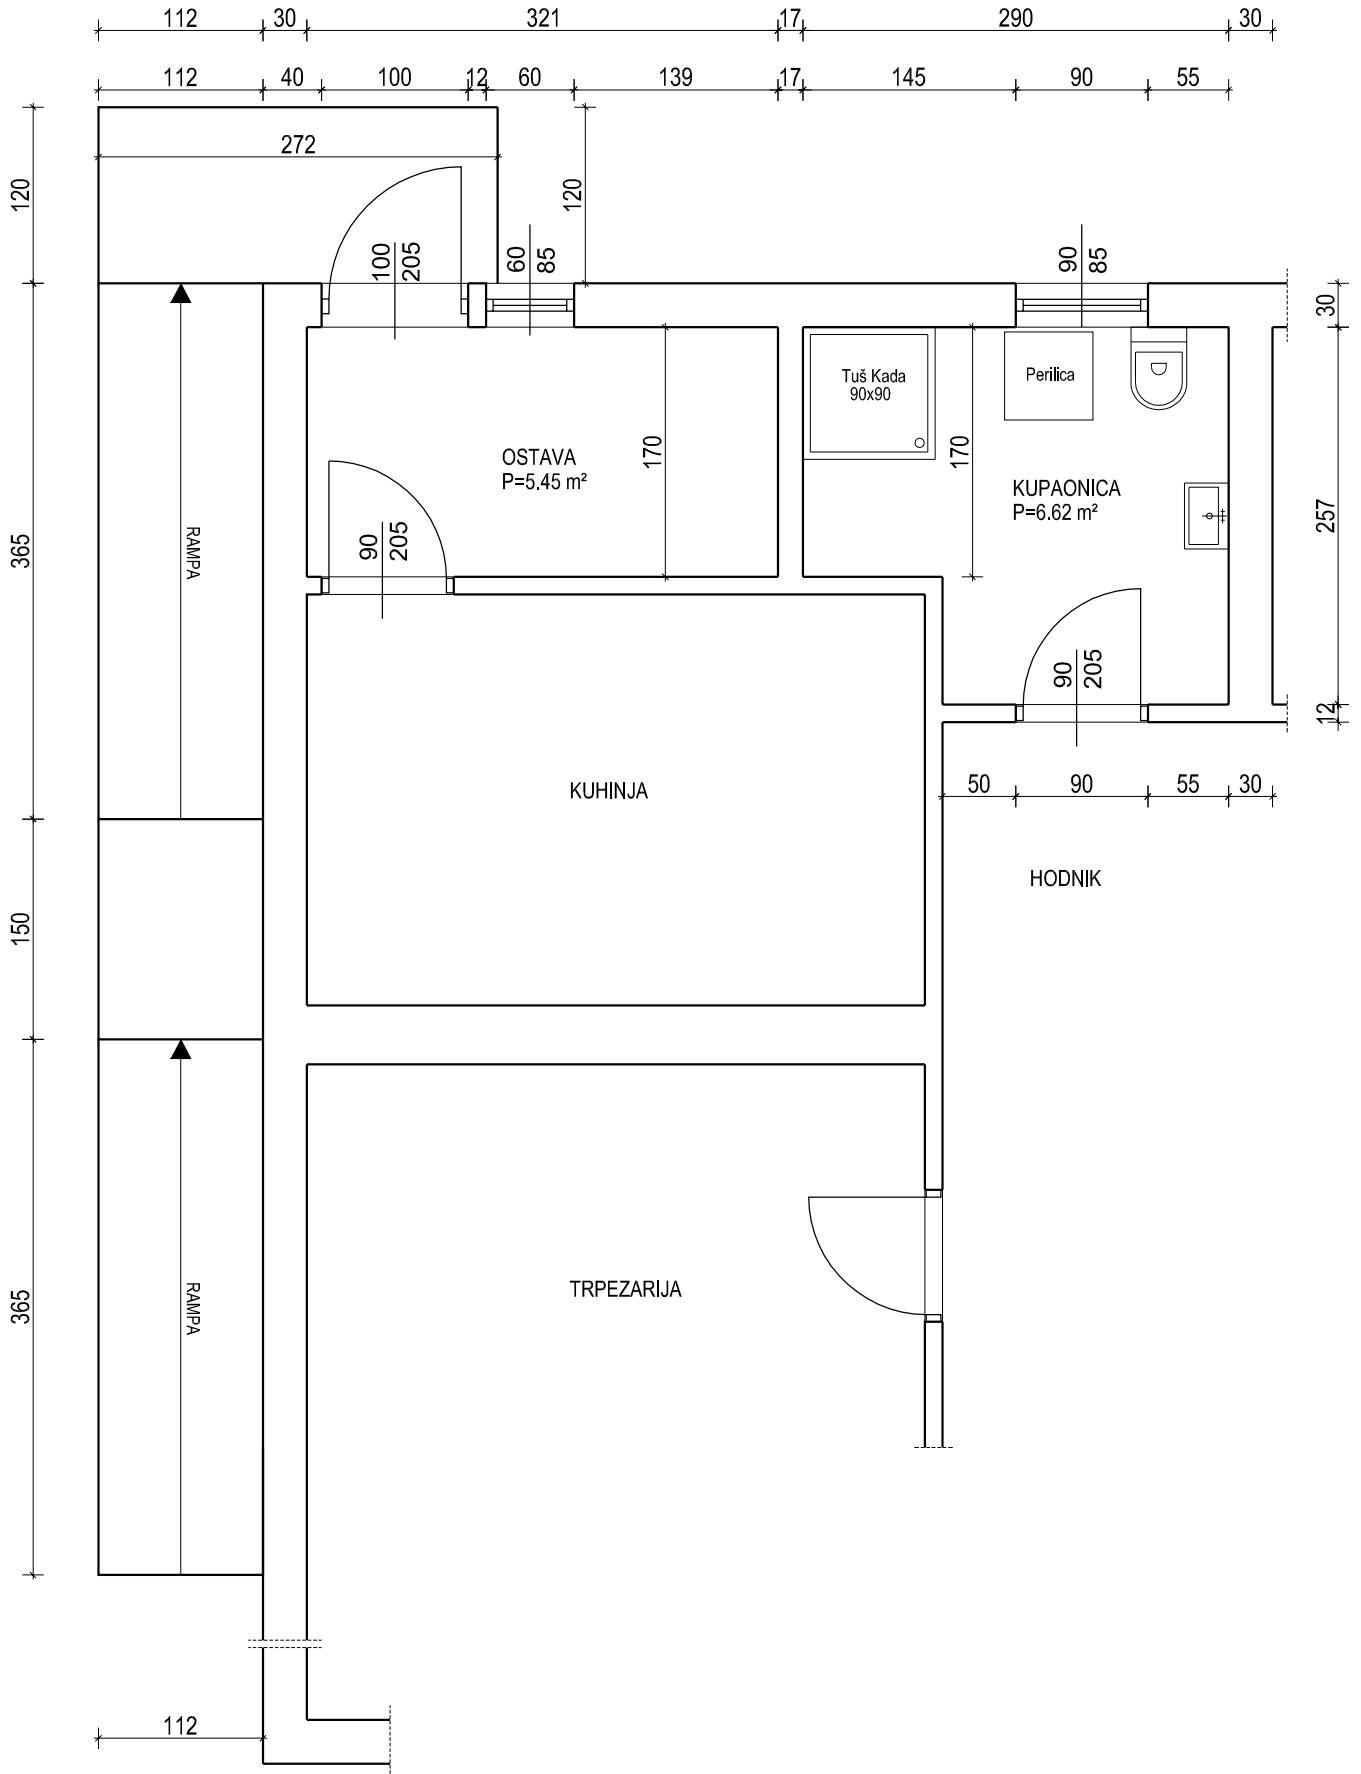 112 30 321 17 290 30
112 40 100 12 60 139 17 145 90 55
272
120
120
100
205
60
85
90
85
30
Tuš Kada
90x90
Perilica
OSTAVA
P=5.45 m²
170
170
KUPAONICA
P=6.62 m²
257
365
RAMPA
90
205
90
205
12
50 90 55 30
KUHINJA
HODNIK
150
TRPEZARIJA
365
RAMPA
112